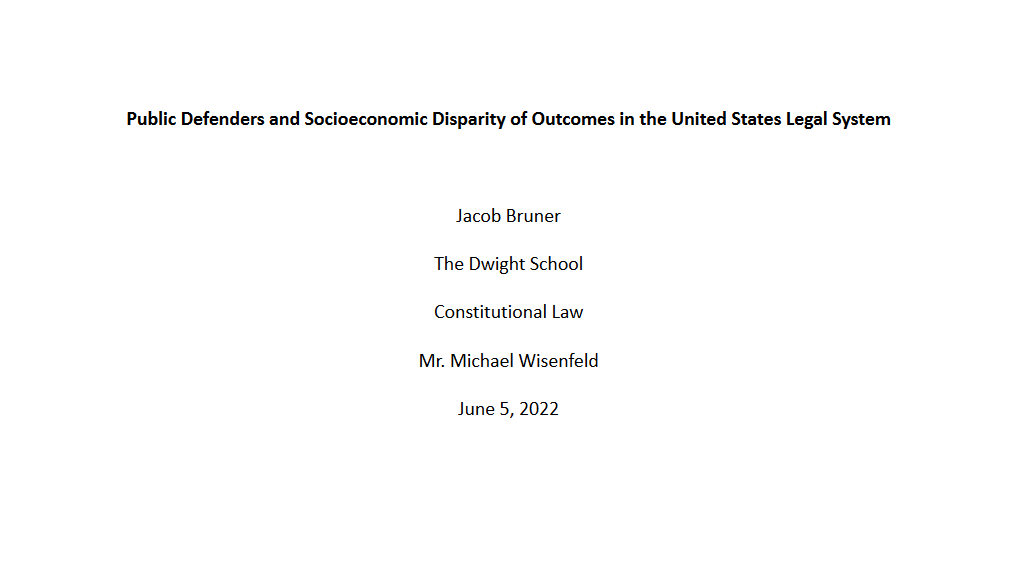 Public Defenders and Socioeconomic Disparity of Outcomes in the United States Legal System
Jacob Bruner
The Dwight School
Constitutional Law
Mr. Michael Wisenfeld
June 5, 2022